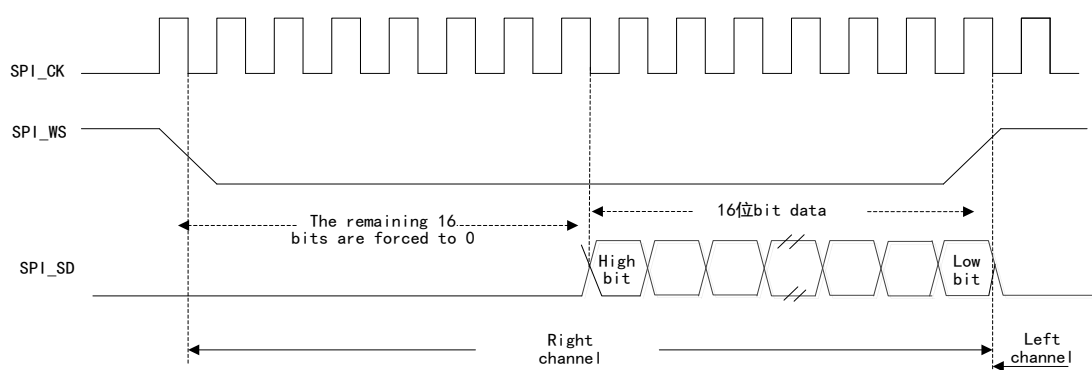 SPI_CK
SPI_WS
The remaining 16
bits are forced to 0
16位bit data
SPI_SD
High
bit
Low
bit
Right
channel
Left
channel